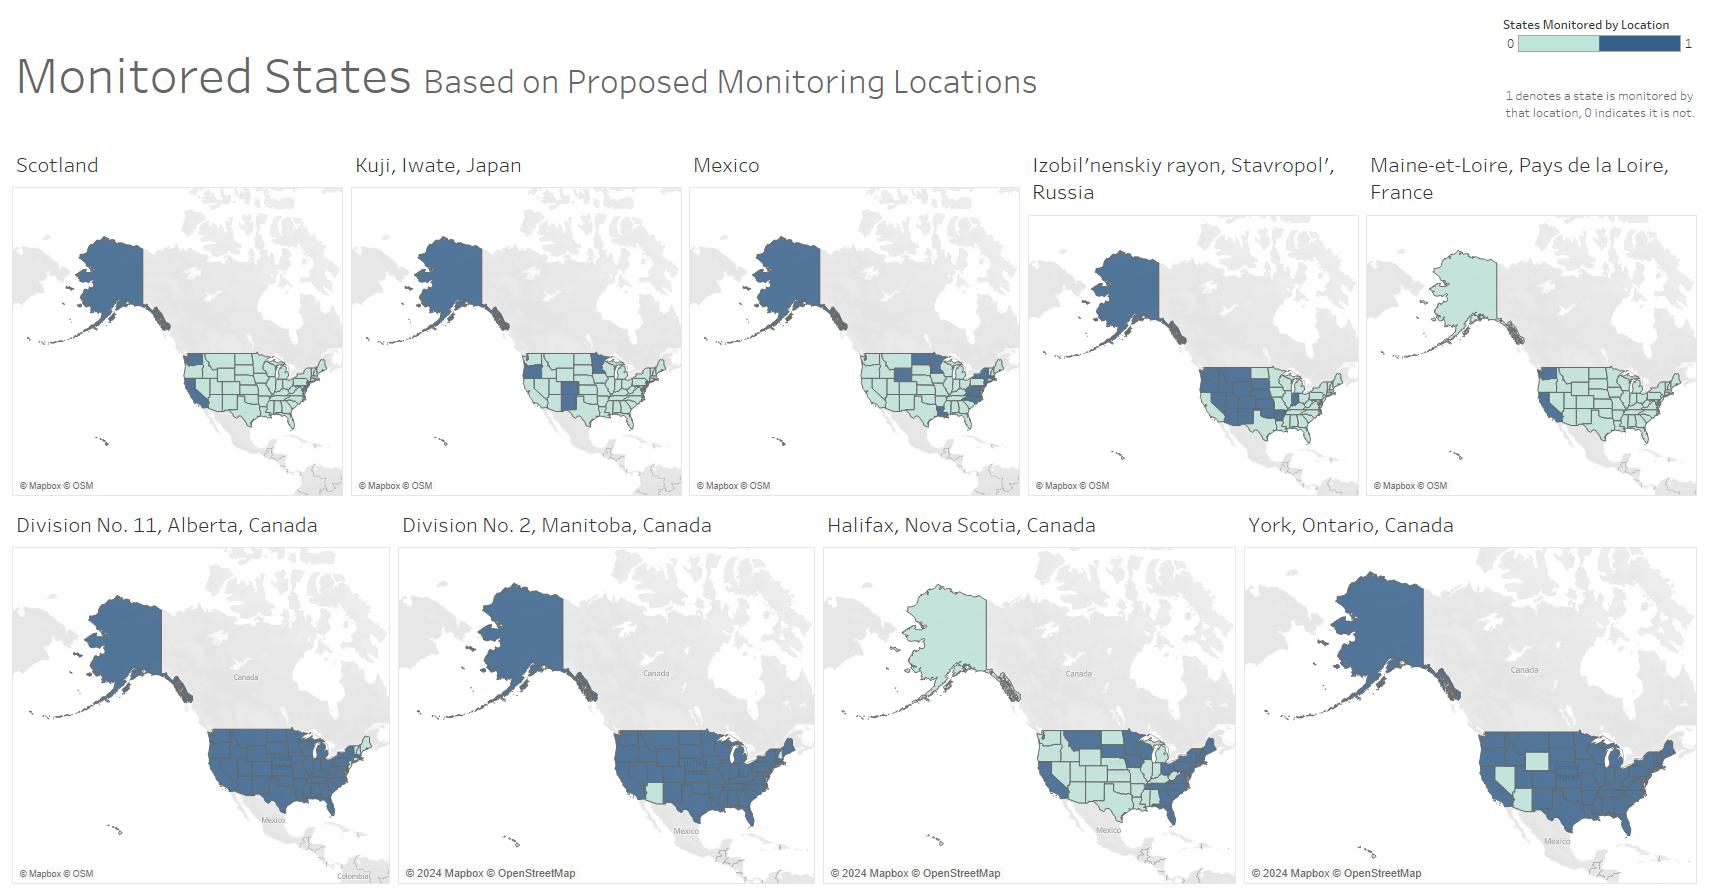 States Monitored by Location
0 1
Monitored States Based on Proposed Monitoring Locations
1 denotes a state is monitored by
that location, 0 indicates it is not.
Scotland
Kuji, Iwate, Japan
Mexico
Izobil'nenskiy rayon, Stavropol',
Russia
Maine-et-Loire, Pays de la Loire,
France
© Mapbox © OSM
© Mapbox © OSM
© Mapbox © OSM
© Mapbox © OSM
© Mapbox © OSM
Division No. 11, Alberta, Canada
Division No. 2, Manitoba, Canada
Halifax, Nova Scotia, Canada
York, Ontario, Canada
Canada
Canada
Canada
Canada
United
States
United
States
Mexico
Mexico
Mexico
Mexico
Colombia
© Mapbox © OSM
© 2024 Mapbox © OpenStreetMap
© 2024 Mapbox © OpenStreetMap
© 2024 Mapbox © OpenStreetMap